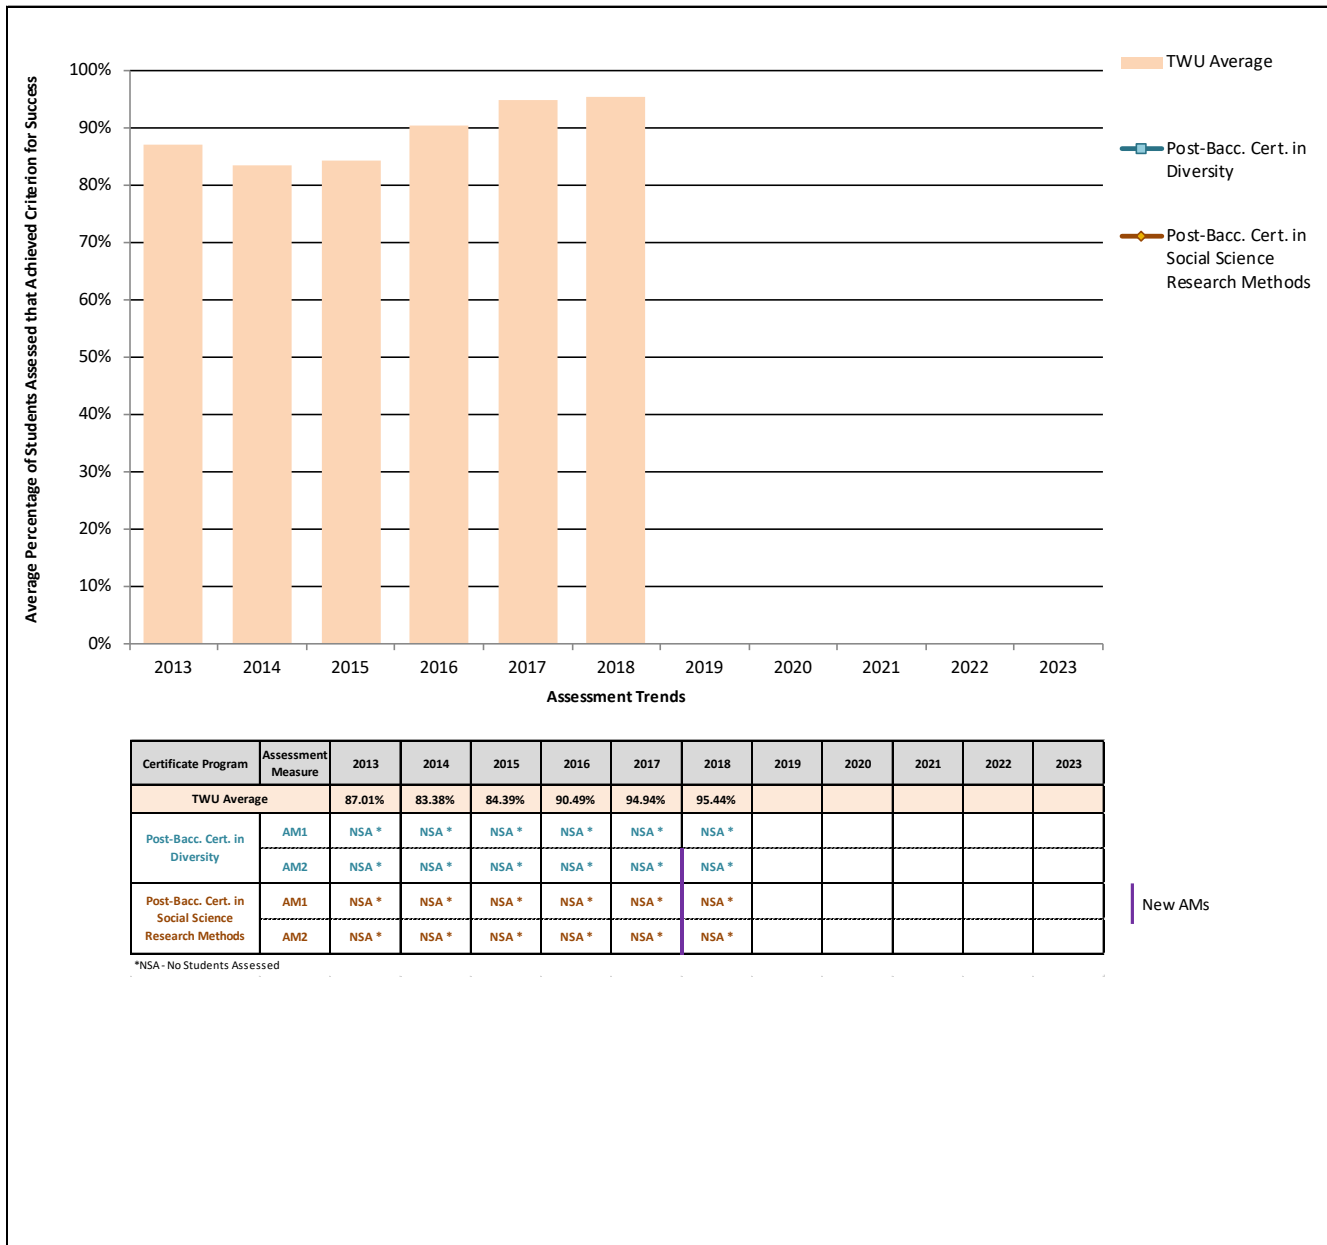 Average Percentage of Students Assessed that Achieved Criterion for Success
100%
90%
80%
70%
60%
50%
40%
30%
20%
10%
0%
2013 2014 2015 2016 2017 2018 2019 2020 2021 2022 2023
Assessment Trends
TWU Average
Post-Bacc. Cert. in
Diversity
Post-Bacc. Cert. in
Social Science
Research Methods
Certificate Program Assessment Measure 2013 2014 2015 2016 2017 2018 2019 2020 2021 2022 2023
TWU Average 87.01% 83.38% 84.39% 90.49% 94.94% 95.44%
Post-Bacc. Cert. in
Diversity
AM1 NSA * NSA * NSA * NSA * NSA * NSA *
AM2 NSA * NSA * NSA * NSA * NSA * NSA *
Post-Bacc. Cert. in
Social Science
Research Methods
AM1 NSA * NSA * NSA * NSA * NSA * NSA *
AM2 NSA * NSA * NSA * NSA * NSA * NSA *
New AMs
*NSA - No Students Assessed